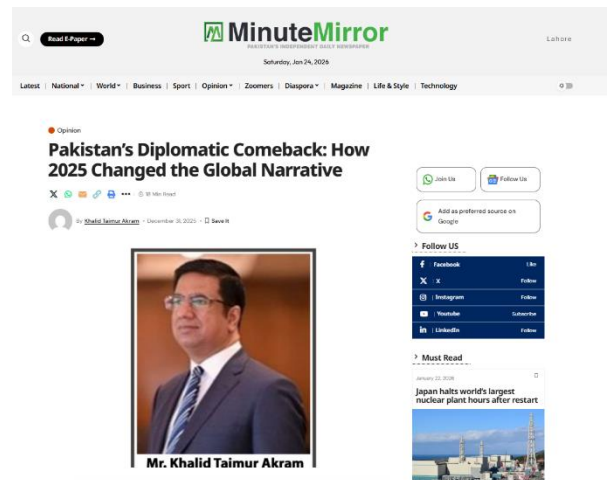 Read E-Paper →
MinuteMirror
PAKISTAN'S INDEPENDENT DAILY NEWSPAPER
Saturday, Jan 24, 2026
Lahore
Latest | National | World | Business | Sport | Opinion | Zoomers | Diaspora | Magazine | Life & Style | Technology
Opinion
Pakistan's Diplomatic Comeback: How
2025 Changed the Global Narrative
Min Read
By Khalid Taimur Akram - December 31, 2025 - Save It
Mr. Khalid Taimur Akram
Join Us
Follow Us
Add as preferred source on
Google
Follow US
Facebook Like
X Follow
Instagram Follow
Youtube Subscribe
LinkedIn Follow
Must Read
January 22, 2026
Japan halts world's largest
nuclear plant hours after restart